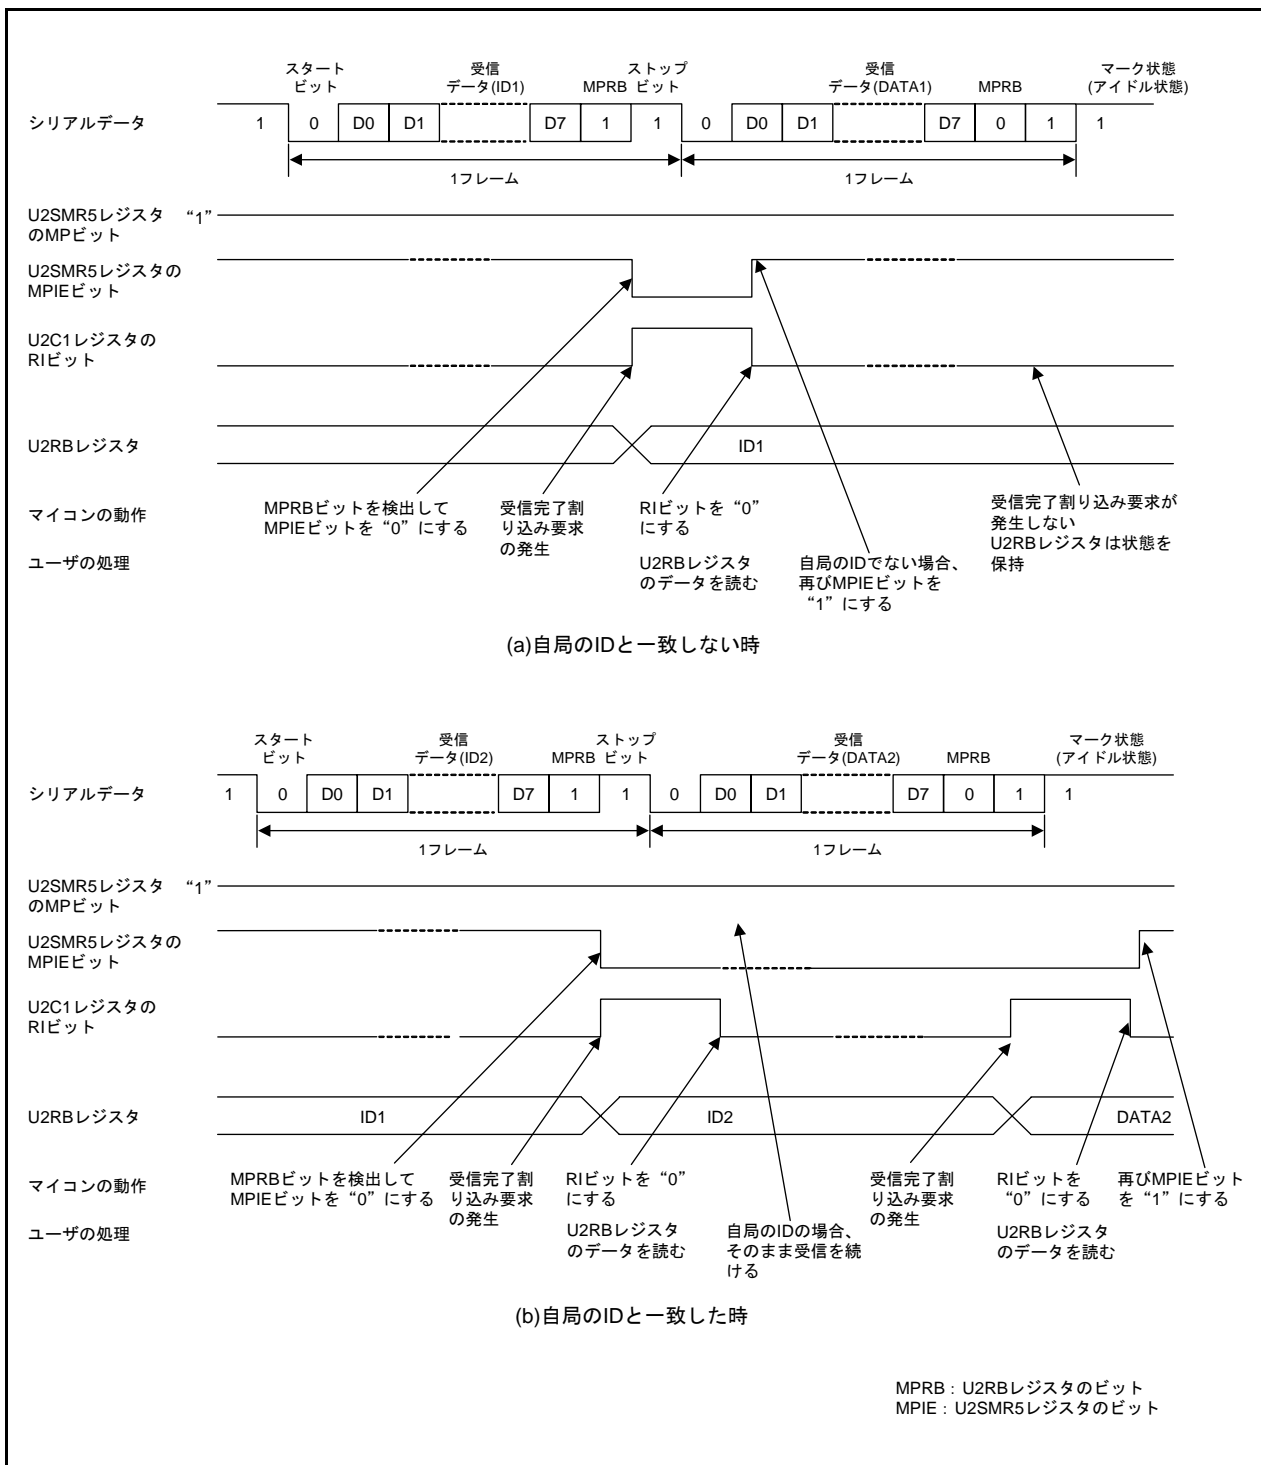 スタート
ビット
受信
データ(ID1)
MPRB
ストップ
ビット
受信
データ(DATA1)
MPRB
マーク状態
(アイドル状態)
シリアルデータ
1 0 D0 D1 D7 1 1 0 D0 D1 D7 0 1 1
1フレーム 1フレーム
U2SMR5レジスタ “1”
のMPビット
U2SMR5レジスタの
MPIEビット
U2C1レジスタの
RIビット
U2RBレジスタ
ID1
マイコンの動作
MPRBビットを検出して
MPIEビットを“0”にする
受信完了割
り込み要求
の発生
RIビットを“0”
にする
受信完了割り込み要求が
発生しない
U2RBレジスタは状態を
保持
ユーザの処理
U2RBレジスタ
のデータを読む
自局のIDでない場合、
再びMPIEビットを
“1”にする
(a)自局のIDと一致しない時
スタート
ビット
受信
データ(ID2)
MPRB
ストップ
ビット
受信
データ(DATA2)
MPRB
マーク状態
(アイドル状態)
シリアルデータ
1 0 D0 D1 D7 1 1 0 D0 D1 D7 0 1 1
1フレーム 1フレーム
U2SMR5レジスタ “1”
のMPビット
U2SMR5レジスタの
MPIEビット
U2C1レジスタの
RIビット
U2RBレジスタ
ID1 ID2 DATA2
マイコンの動作
MPRBビットを検出して
MPIEビットを“0”にする
受信完了割
り込み要求
の発生
RIビットを“0”
にする
受信完了割
り込み要求
の発生
RIビットを
“0”にする
再びMPIEビット
を“1”にする
ユーザの処理
U2RBレジスタ
のデータを読む
自局のIDの場合、
そのまま受信を続
ける
U2RBレジスタ
のデータを読む
(b)自局のIDと一致した時
MPRB：U2RBレジスタのビット
MPIE：U2SMR5レジスタのビット